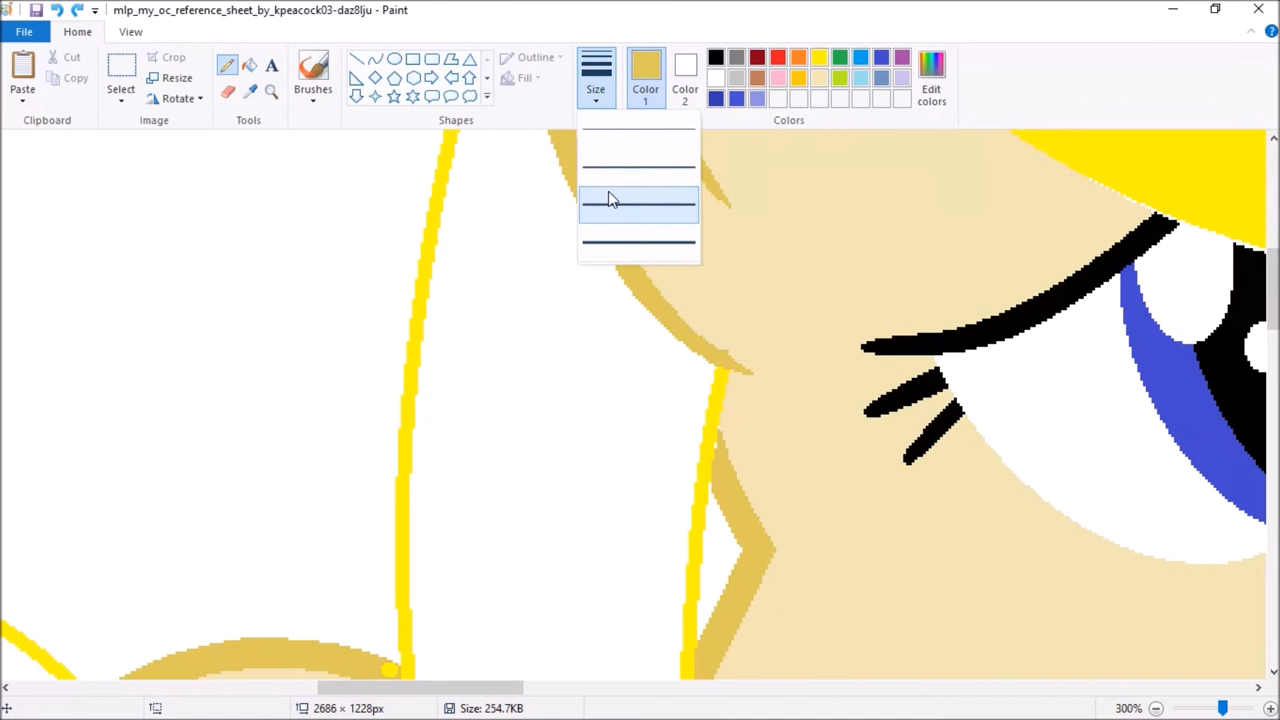 mlp_my_oc_reference_sheet_by_kpeacock03-daz8lju - Paint
File Home View
Paste
Cut
Copy
Clipboard
Select
Crop
Resize
Rotate
Image
Tools
Brushes
Shapes
Outline
Fill
Size
Color 1
Color 2
Edit colors
Colors
2686 × 1228px
Size: 254.7KB
300%